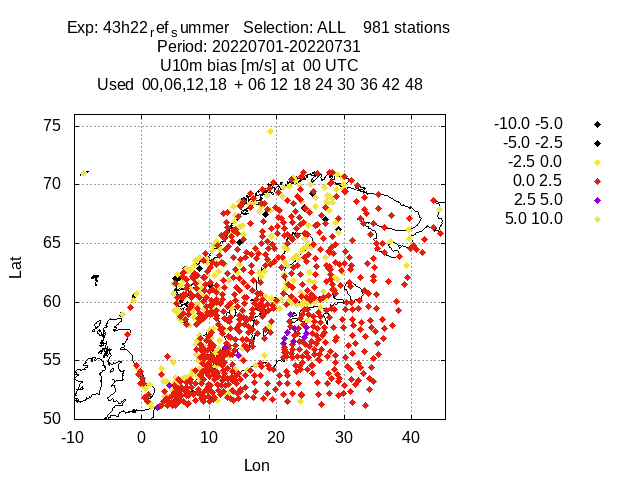 Exp: 43h22refsummer Selection: ALL 981 stations
Period: 20220701-20220731
U10m bias [m/s] at 00 UTC
Used 00,06,12,18 + 06 12 18 24 30 36 42 48
-10.0 -5.0
-5.0 -2.5
-2.5 0.0
0.0 2.5
2.5 5.0
5.0 10.0
75
70
65
60
55
50
Lat
-10 0 10 20 30 40
Lon